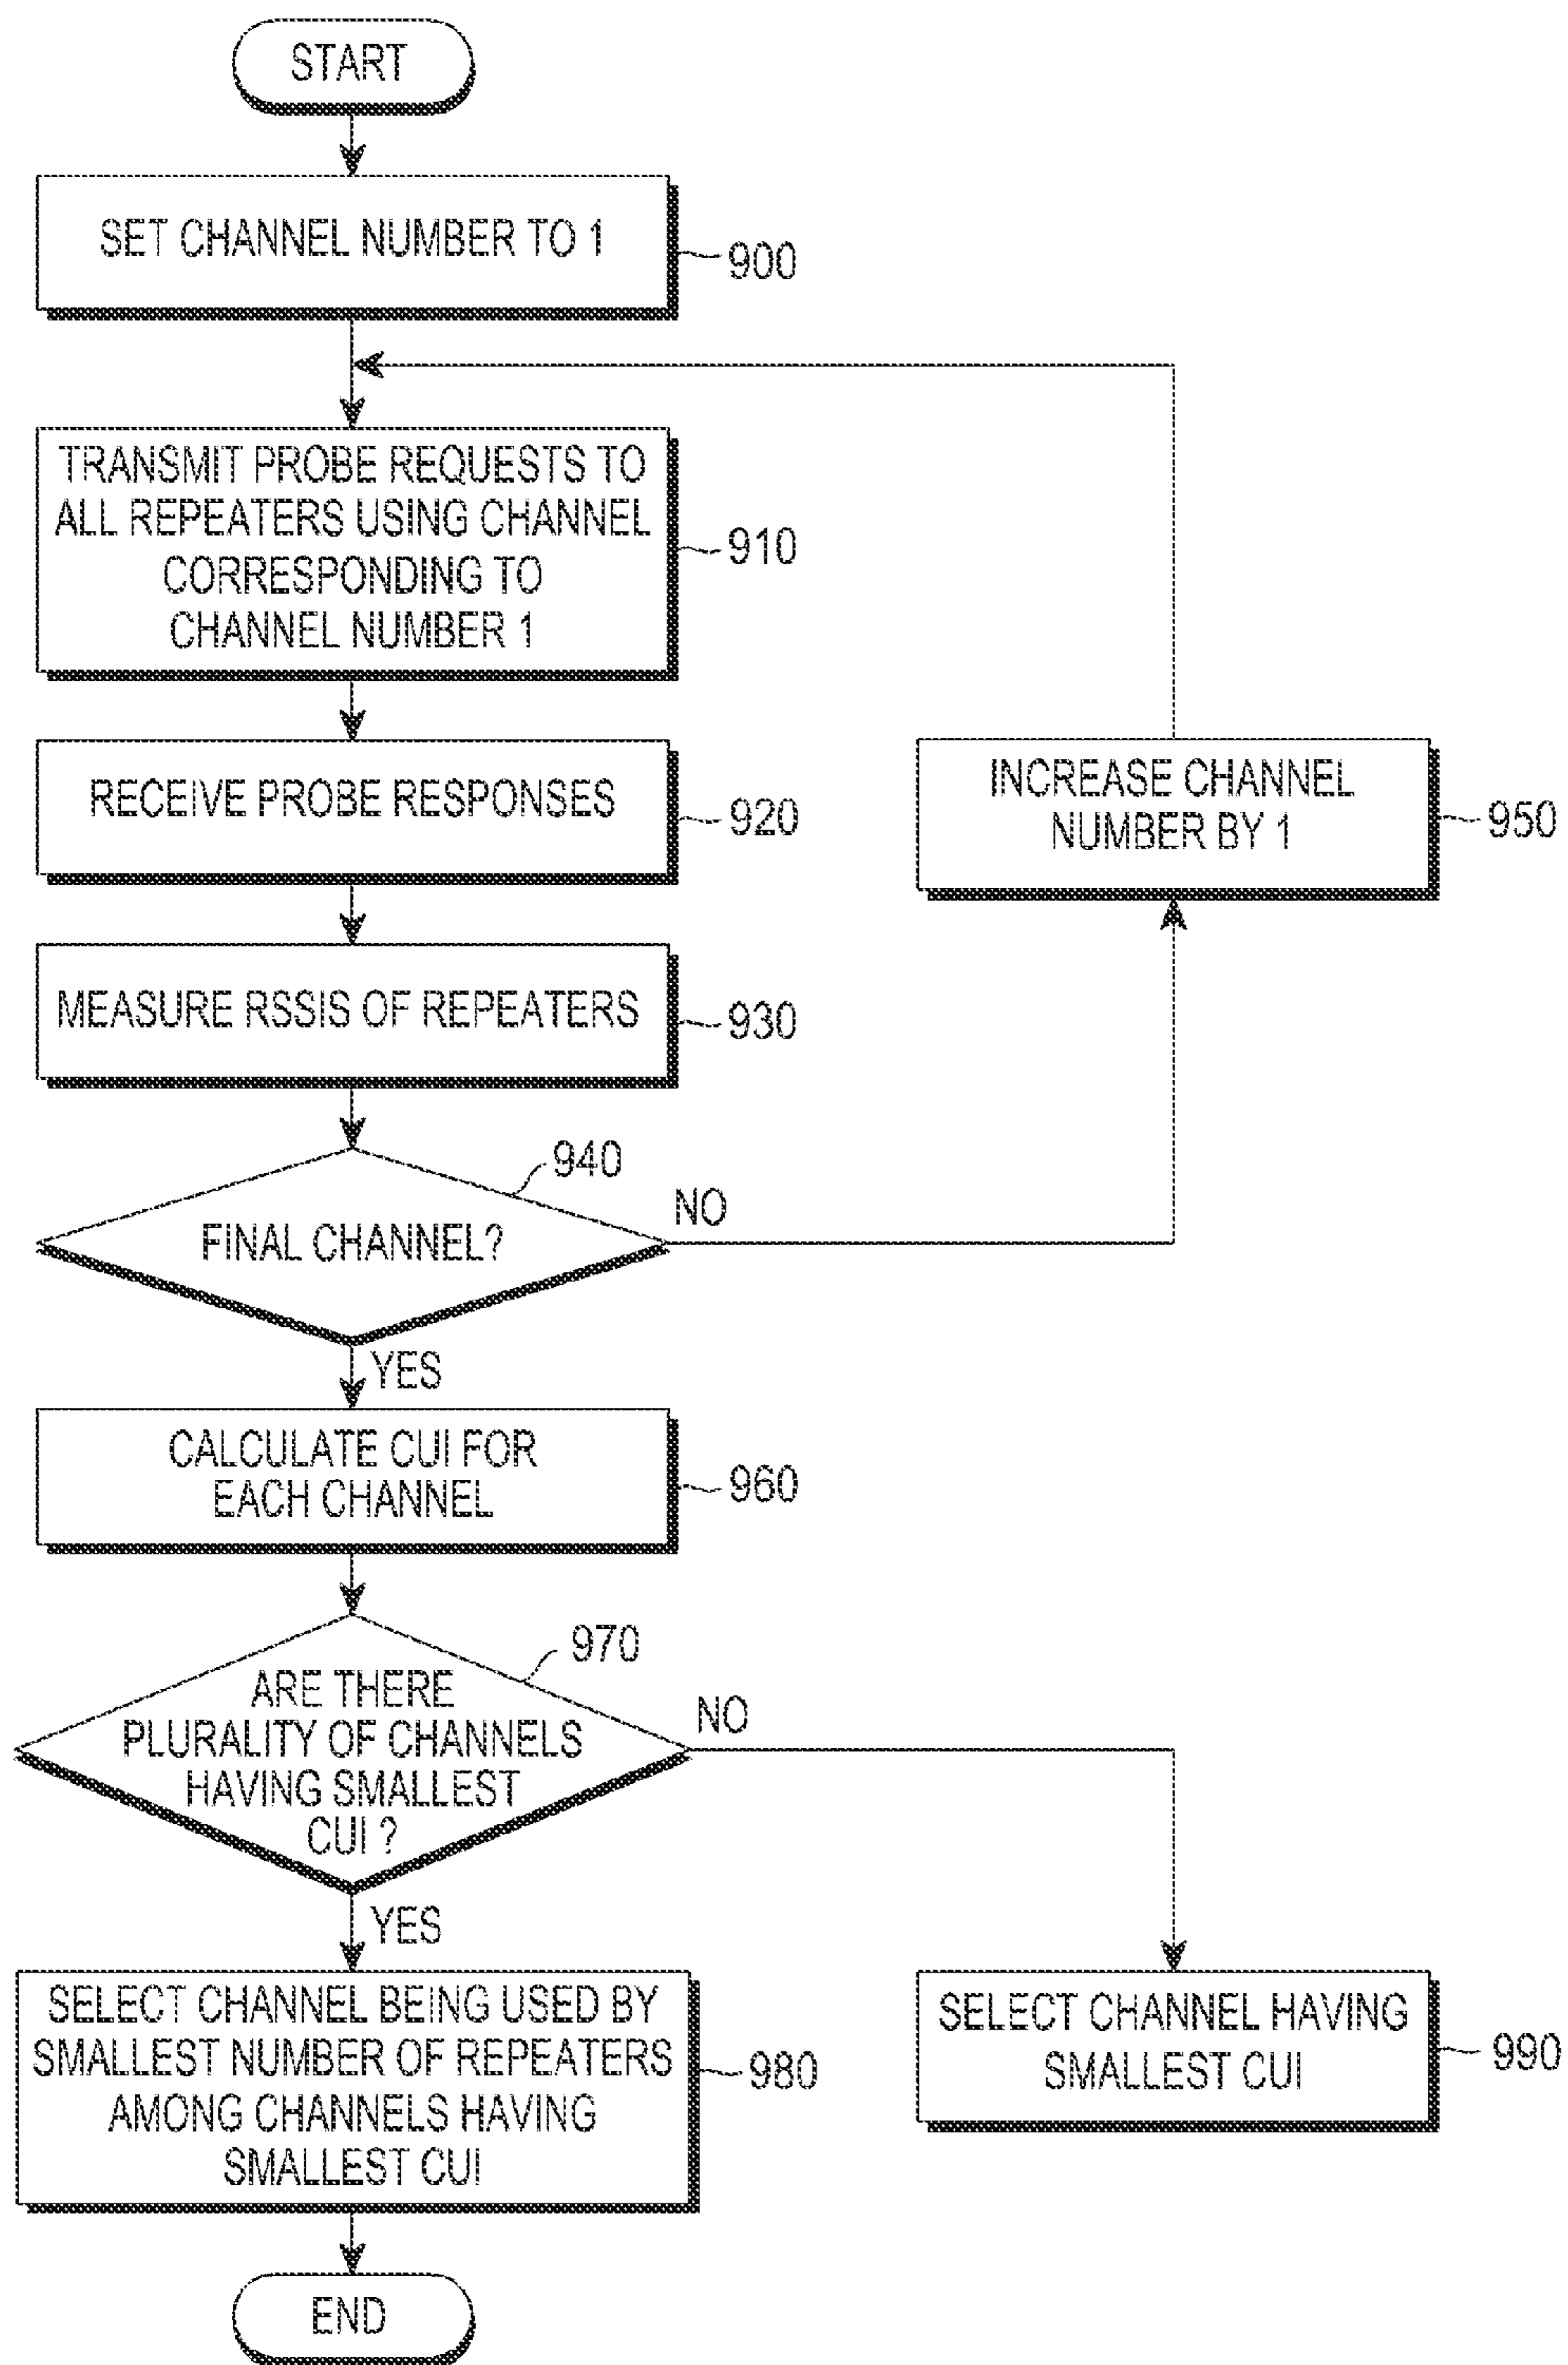 START
SET CHANNEL NUMBER TO 1
900
TRANSMIT PROBE REQUESTS TO
ALL REPEATERS USING CHANNEL
CORRESPONDING TO
CHANNEL NUMBER 1
910
RECEIVE PROBE RESPONSES
920
INCREASE CHANNEL
NUMBER BY 1
950
MEASURE RSSIS OF REPEATERS
930
940
FINAL CHANNEL?
NO
YES
CALCULATE CUI FOR
EACH CHANNEL
960
970
ARE THERE
PLURALITY OF CHANNELS
HAVING SMALLEST
CUI ?
NO
YES
SELECT CHANNEL BEING USED BY
SMALLEST NUMBER OF REPEATERS
AMONG CHANNELS HAVING
SMALLEST CUI
980
SELECT CHANNEL HAVING
SMALLEST CUI
990
END